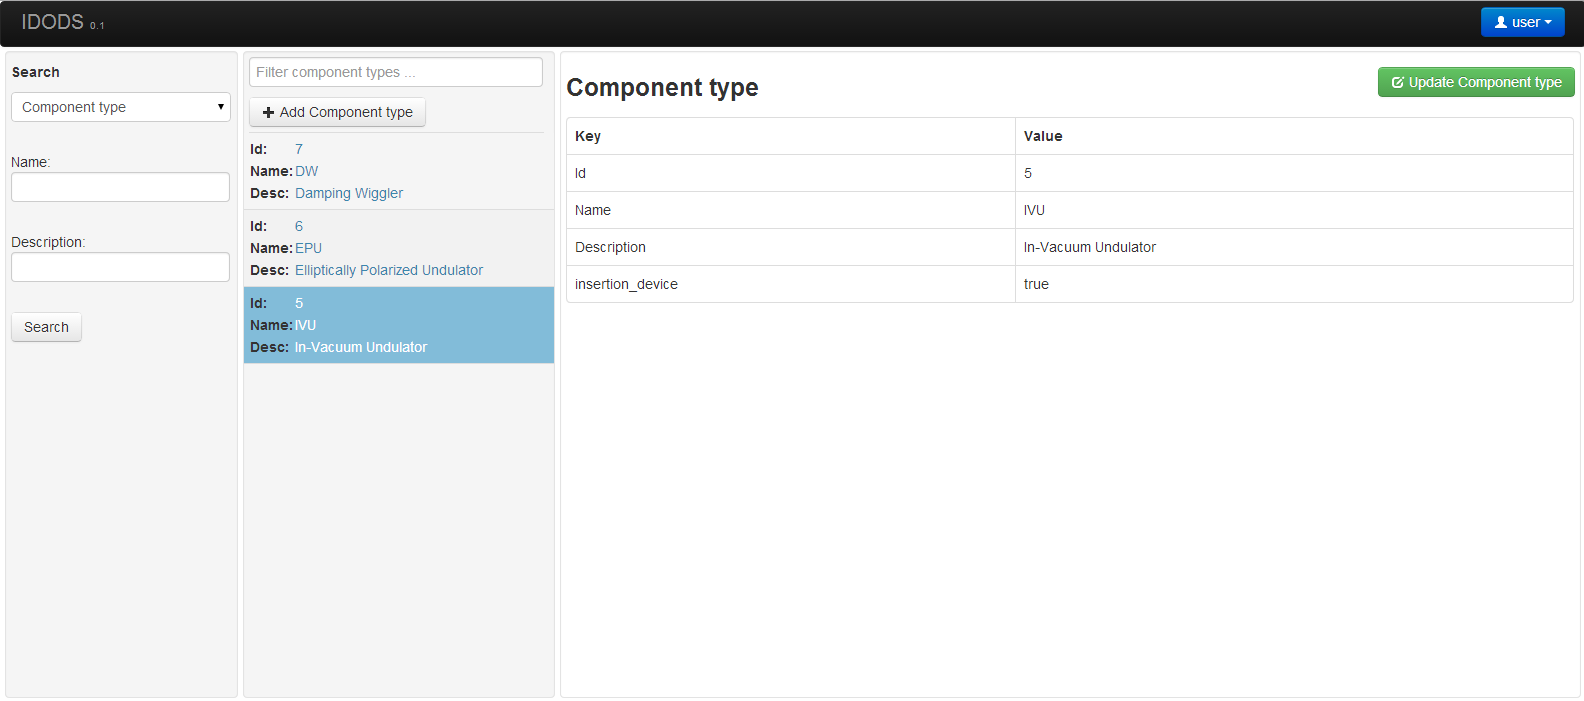 IDODS 0.1
user
Search
Component type
Name:
Description:
Search
Filter component types ...
Add Component type
Id: 7
Name: DW
Desc: Damping Wiggler
Id: 6
Name: EPU
Desc: Elliptically Polarized Undulator
Id: 5
Name: IVU
Desc: In-Vacuum Undulator
Component type
Update Component type
Key Value
Id 5
Name IVU
Description In-Vacuum Undulator
insertion_device true